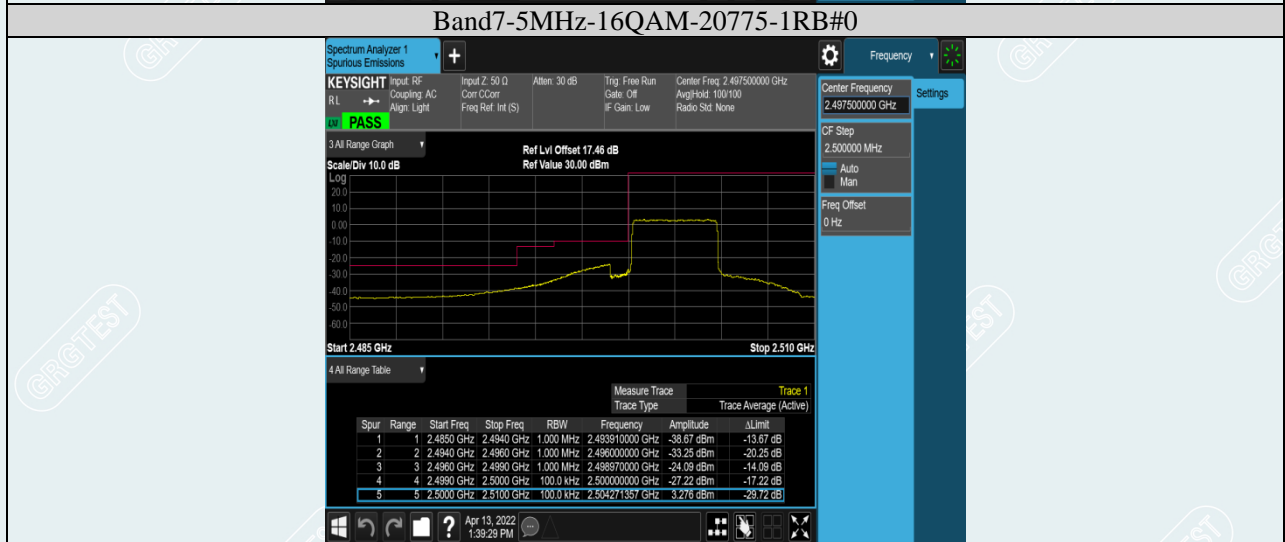 Band7-5MHz-16QAM-20775-1RB#0
Spectrum Analyzer 1
Spurious Emissions
+
Frequency
KEYSIGHT Input: RF Input Z: 50 Ω Atten: 30 dB Trig: Free Run Center Freq: 2.497500000 GHz
RL Coupling: AC Corr CCorr Gate: Off Avg|Hold: 100/100
Align: Light Freq Ref: Int (S) IF Gain: Low Radio Std: None
PASS
Center Frequency
2.497500000 GHz
Settings
CF Step
2.500000 MHz
Auto
Man
Freq Offset
0 Hz
3 All Range Graph
Ref Lvl Offset 17.46 dB
Scale/Div 10.0 dB Ref Value 30.00 dBm
Log
20.0
10.0
0.00
-10.0
-20.0
-30.0
-40.0
-50.0
-60.0
Start 2.485 GHz Stop 2.510 GHz
4 All Range Table
Measure Trace Trace 1
Trace Type Trace Average (Active)
Spur Range Start Freq Stop Freq RBW Frequency Amplitude ΔLimit
1 1 2.4850 GHz 2.4940 GHz 1.000 MHz 2.493910000 GHz -38.67 dBm -13.67 dB
2 2 2.4940 GHz 2.4960 GHz 1.000 MHz 2.496000000 GHz -33.25 dBm -20.25 dB
3 3 2.4960 GHz 2.4990 GHz 1.000 MHz 2.498970000 GHz -24.09 dBm -14.09 dB
4 4 2.4990 GHz 2.5000 GHz 100.0 kHz 2.500000000 GHz -27.22 dBm -17.22 dB
5 5 2.5000 GHz 2.5100 GHz 100.0 kHz 2.504271357 GHz 3.276 dBm -29.72 dB
? Apr 13, 2022
1:39:29 PM
GRGTEST